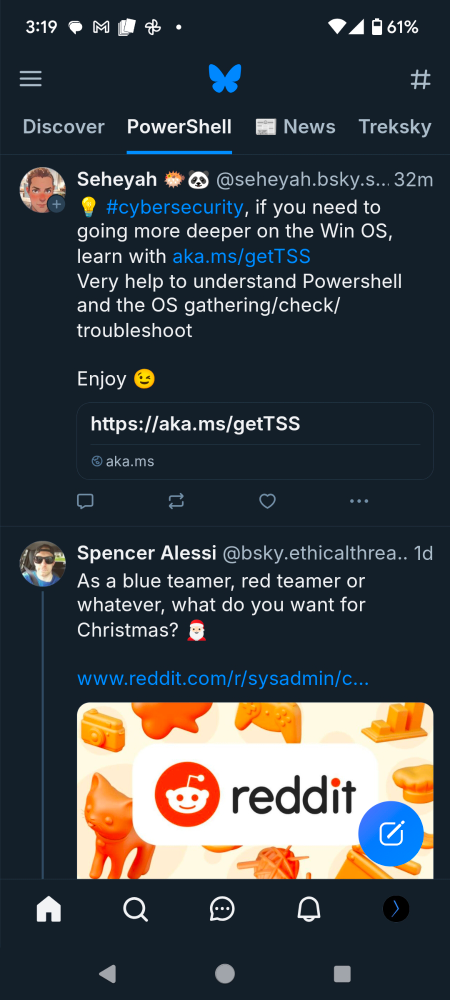 3:19 61%
Discover PowerShell News Treksky
Seherah 🐡🐼 @seheyah.bsky.s... 32m
💡 #cybersecurity, if you need to
going more deeper on the Win OS,
learn with aka.ms/getTSS
Very help to understand Powershell
and the OS gathering/check/
troubleshoot
Enjoy 😉
https://aka.ms/getTSS
aka.ms
Spencer Alessi @bsky.ethicalthrea.. 1d
As a blue teamer, red teamer or
whatever, what do you want for
Christmas? 🎅
www.reddit.com/r/sysadmin/c...
reddit